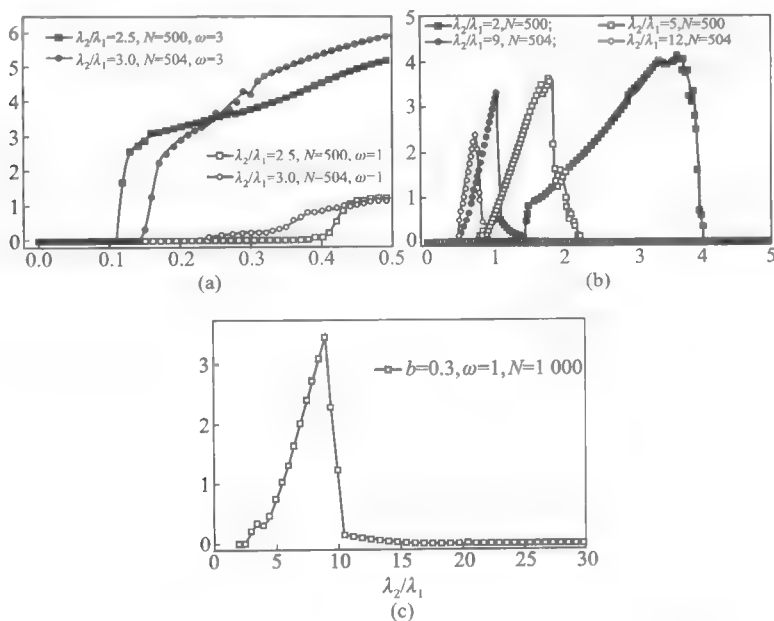 6
5
4
3
2
1
0
λ₂/λ₁=2.5, N=500, ω=3
λ₂/λ₁=3.0, N=504, ω=3
λ₂/λ₁=2 5, N=500, ω=1
λ₂/λ₁=3.0, N=504, ω=1
0.0 0.1 0.2 0.3 0.4 0.5
(a)
5
4
3
2
1
0
λ₂/λ₁=2,N=500; λ₂/λ₁=5,N=500
λ₂/λ₁=9, N=504; λ₂/λ₁=12,N=504
0 1 2 3 4 5
(b)
3
2
1
0
b=0.3,ω=1,N=1 000
0 5 10 15 20 25 30
λ₂/λ₁
(c)